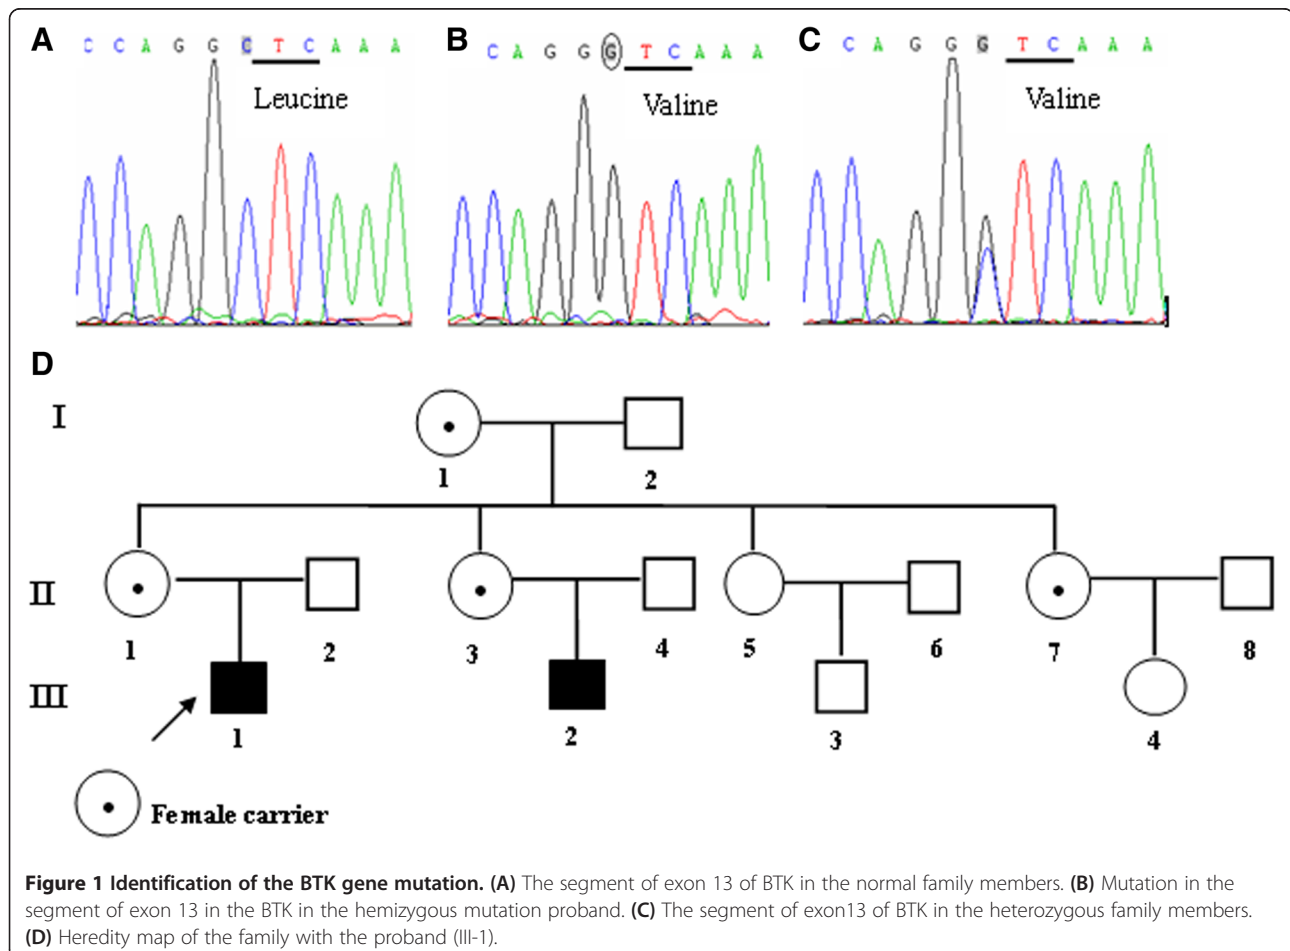 A B C
C C A G G C T C A A A
C A G G G T C A A A
C A G G G T C A A A
Leucine
Valine
Valine
D
I
1 2
II
1 2 3 4 5 6 7 8
III
1 2 3 4
Female carrier
Figure 1 Identification of the BTK gene mutation. (A) The segment of exon 13 of BTK in the normal family members. (B) Mutation in the
segment of exon 13 in the BTK in the hemizygous mutation proband. (C) The segment of exon13 of BTK in the heterozygous family members.
(D) Heredity map of the family with the proband (III-1).